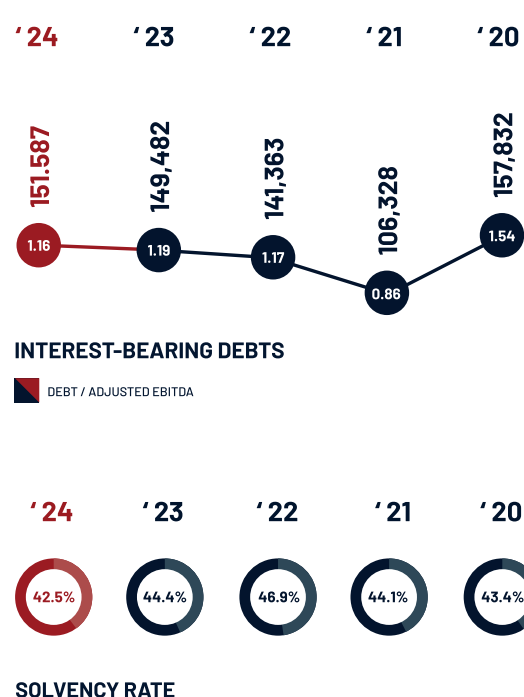 ‘24 ‘23 ‘22 ‘21 ‘20
151.587 149,482 141,363 106,328 157,832
1.16 1.19 1.17 0.86 1.54
INTEREST-BEARING DEBTS
DEBT / ADJUSTED EBITDA
‘24 ‘23 ‘22 ‘21 ‘20
42.5% 44.4% 46.9% 44.1% 43.4%
SOLVENCY RATE